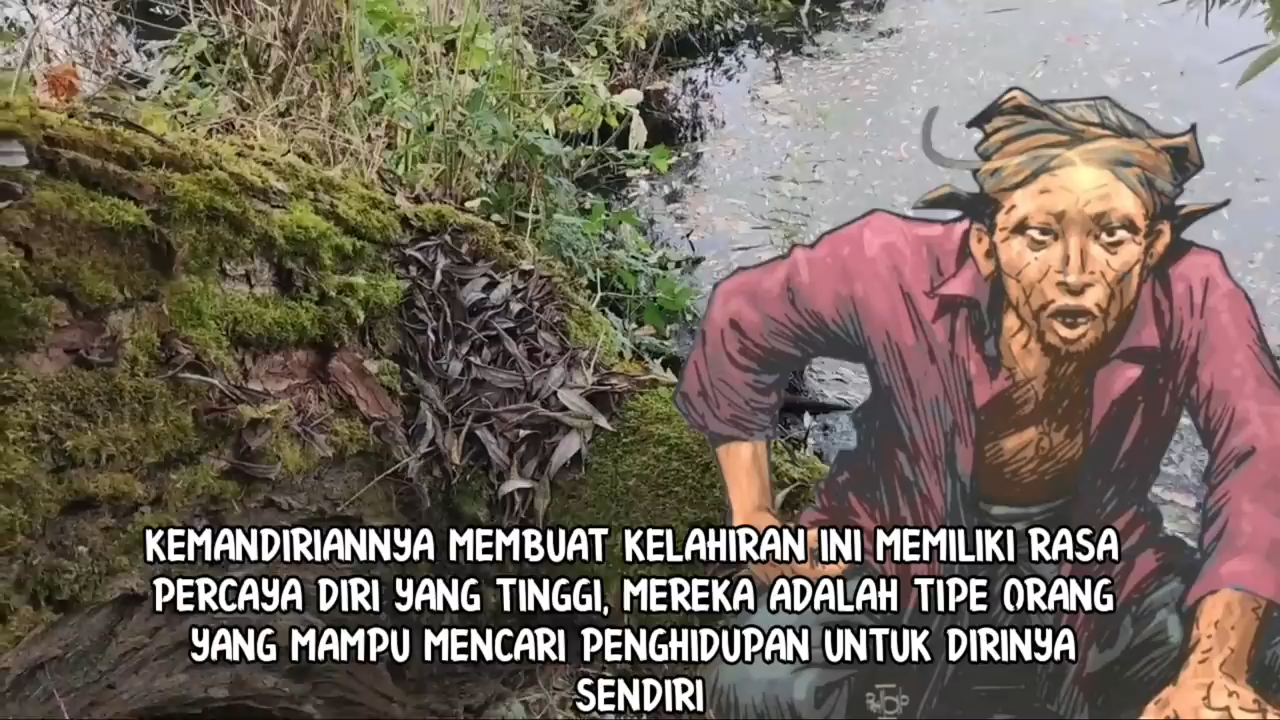 KEMANDIRIANNYA MEMBUAT KELAHIRAN INI MEMILIKI RASA
PERCAYA DIRI YANG TINGGI, MEREKA ADALAH TIPE ORANG
YANG MAMPU MENCARI PENGHIDUPAN UNTUK DIRINYA
SENDIRI